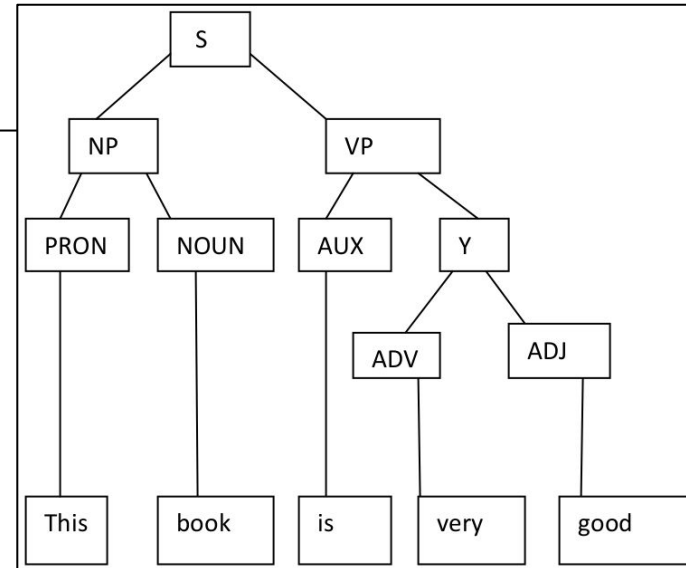 S
NP VP
PRON NOUN AUX Y
ADV ADJ
This book is very good